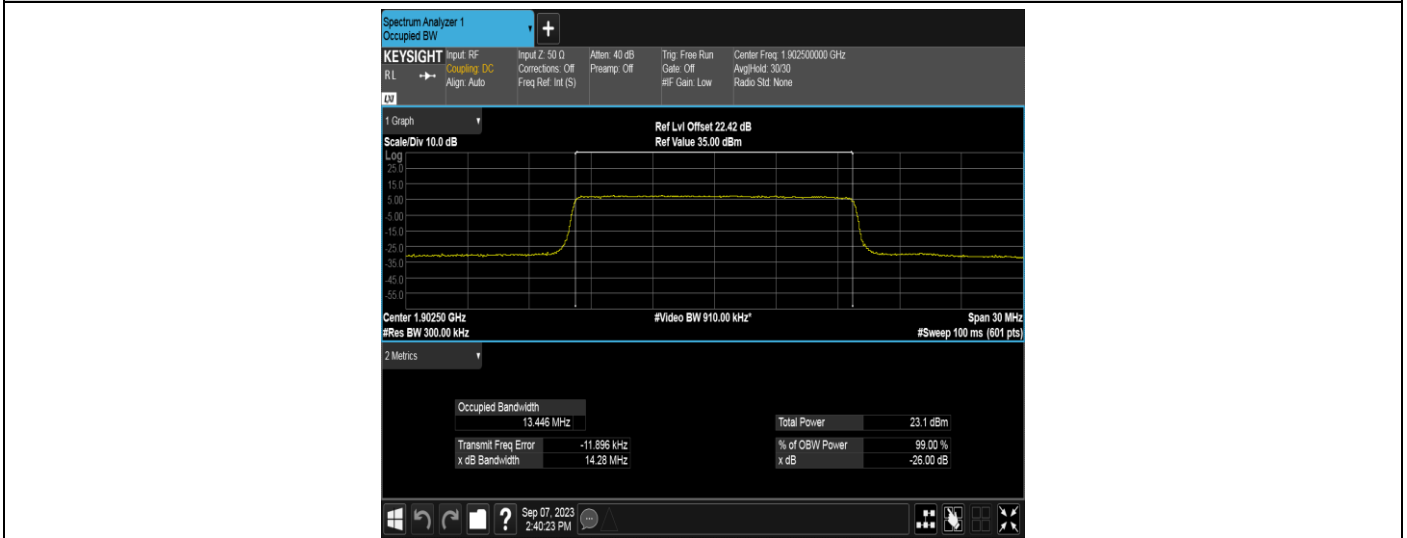 Spectrum Analyzer 1
Occupied BW
+
KEYSIGHT Input: RF Input Z: 50 Ω Atten: 40 dB Trig: Free Run Center Freq: 1.902500000 GHz
RL Coupling: DC Corrections: Off Preamp: Off Gate: Off Avg|Hold: 30/30
Align: Auto Freq Ref: Int (S) #IF Gain: Low Radio Std: None
LXI
1 Graph
Ref Lvl Offset 22.42 dB
Scale/Div 10.0 dB Ref Value 35.00 dBm
Log
25.0
15.0
5.00
-5.00
-15.0
-25.0
-35.0
-45.0
-55.0
Center 1.90250 GHz #Video BW 910.00 kHz* Span 30 MHz
#Res BW 300.00 kHz #Sweep 100 ms (601 pts)
2 Metrics
Occupied Bandwidth
13.446 MHz Total Power 23.1 dBm
Transmit Freq Error -11.896 kHz % of OBW Power 99.00 %
x dB Bandwidth 14.28 MHz x dB -26.00 dB
? Sep 07, 2023
2:40:23 PM